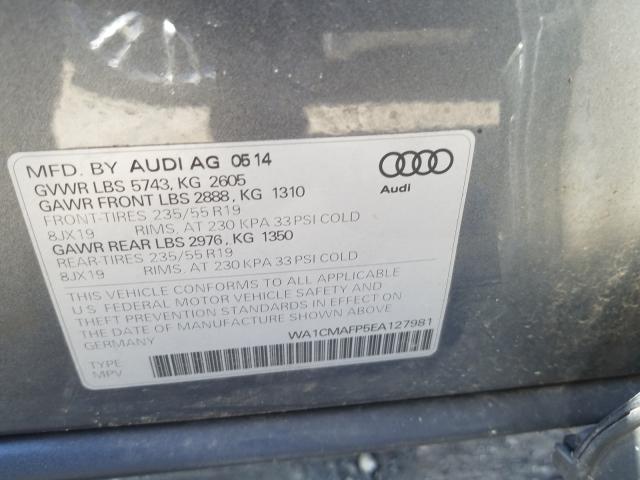 MFD. BY AUDI AG 05 14
GVWR LBS 5743, KG 2605
GAWR FRONT LBS 2888, KG 1310
FRONT-TIRES 235/55 R19
8JX19 RIMS, AT 230 KPA 33 PSI COLD
GAWR REAR LBS 2976, KG 1350
REAR-TIRES 235/55 R19
8JX19 RIMS, AT 230 KPA 33 PSI COLD
Audi
THIS VEHICLE CONFORMS TO ALL APPLICABLE
U.S. FEDERAL MOTOR VEHICLE SAFETY AND
THEFT PREVENTION STANDARDS IN EFFECT ON
THE DATE OF MANUFACTURE SHOWN ABOVE
GERMANY WA1CMAFP5EA127981
TYPE
MPV